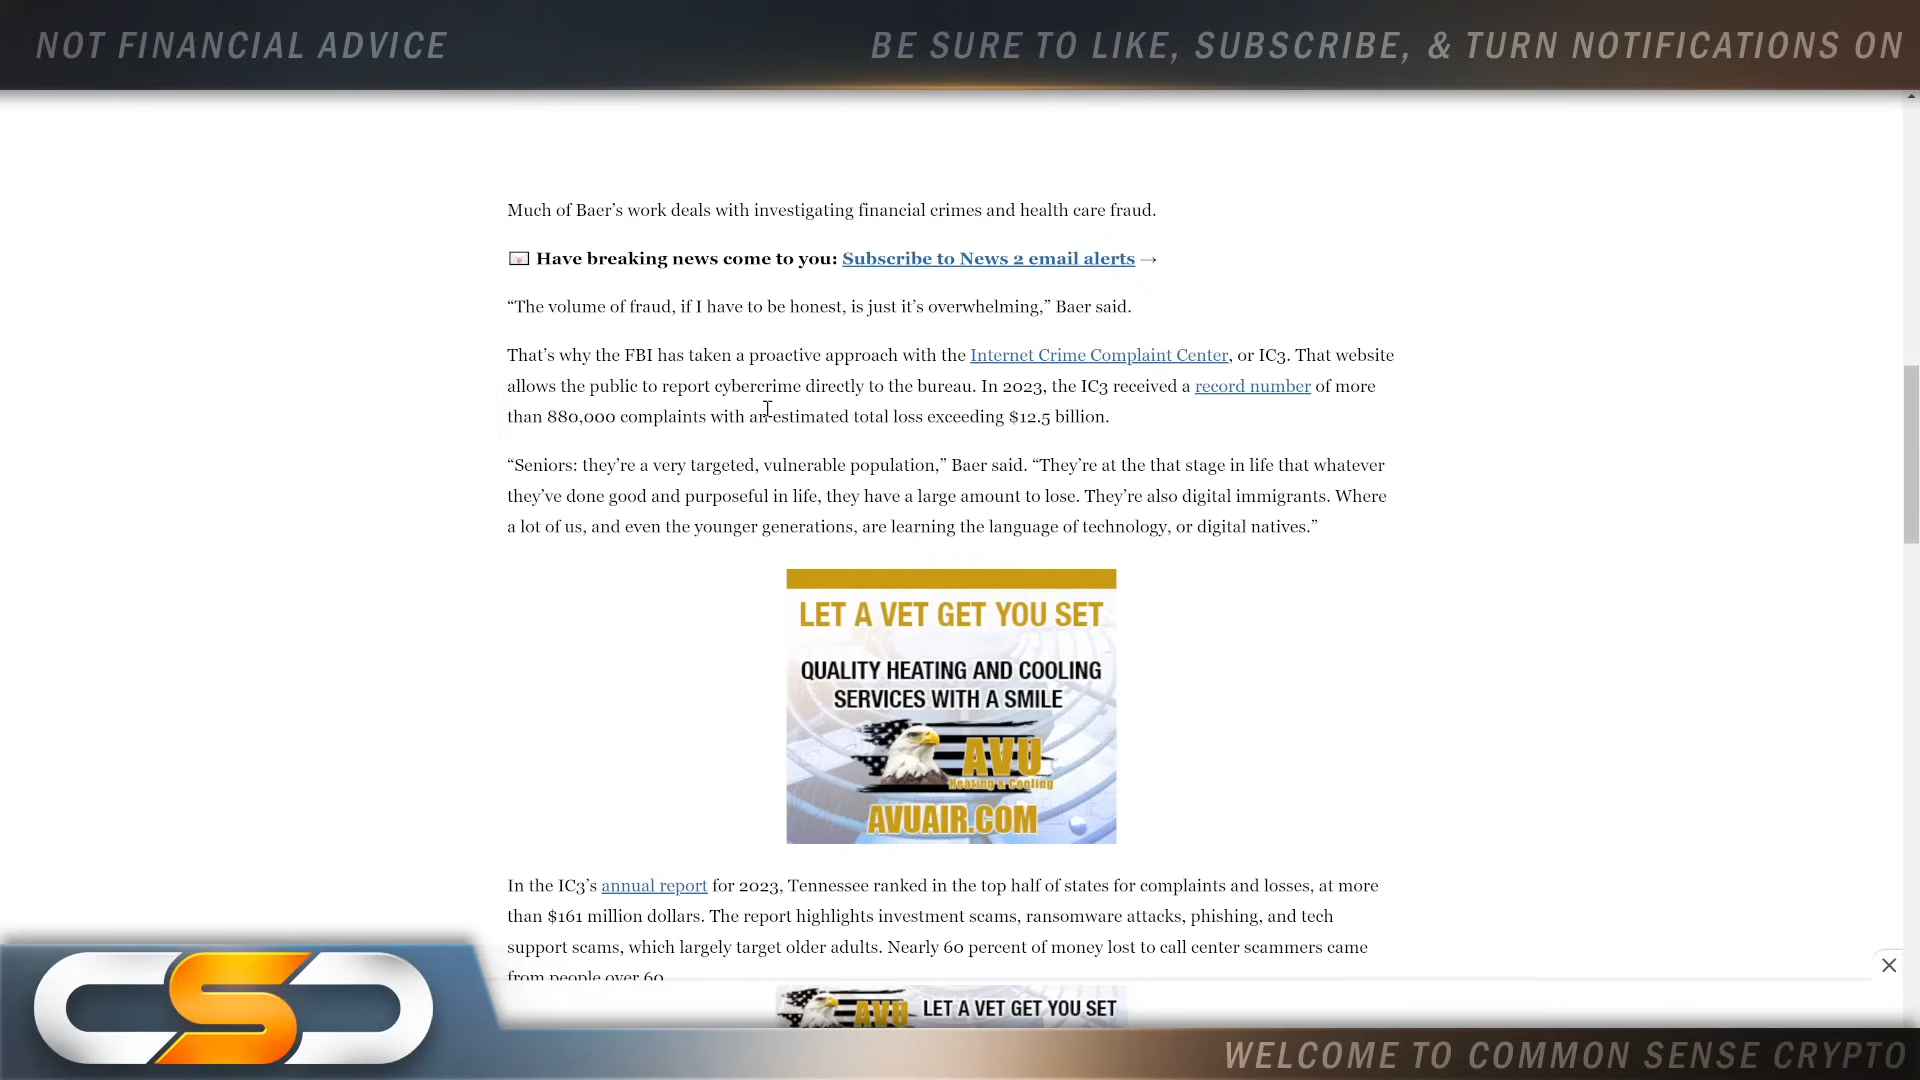 NOT FINANCIAL ADVICE
BE SURE TO LIKE, SUBSCRIBE, & TURN NOTIFICATIONS ON
Much of Baer’s work deals with investigating financial crimes and health care fraud.
Have breaking news come to you: Subscribe to News 2 email alerts →
“The volume of fraud, if I have to be honest, is just it’s overwhelming,” Baer said.
That’s why the FBI has taken a proactive approach with the Internet Crime Complaint Center, or IC3. That website
allows the public to report cybercrime directly to the bureau. In 2023, the IC3 received a record number of more
than 880,000 complaints with an estimated total loss exceeding $12.5 billion.
“Seniors: they’re a very targeted, vulnerable population,” Baer said. “They’re at the that stage in life that whatever
they’ve done good and purposeful in life, they have a large amount to lose. They’re also digital immigrants. Where
a lot of us, and even the younger generations, are learning the language of technology, or digital natives.”
LET A VET GET YOU SET
QUALITY HEATING AND COOLING
SERVICES WITH A SMILE
AVU
Heating & Cooling
AVUAIR.COM
In the IC3’s annual report for 2023, Tennessee ranked in the top half of states for complaints and losses, at more
than $161 million dollars. The report highlights investment scams, ransomware attacks, phishing, and tech
support scams, which largely target older adults. Nearly 60 percent of money lost to call center scammers came
from people over 60.
AVU
LET A VET GET YOU SET
CSC
WELCOME TO COMMON SENSE CRYPTO